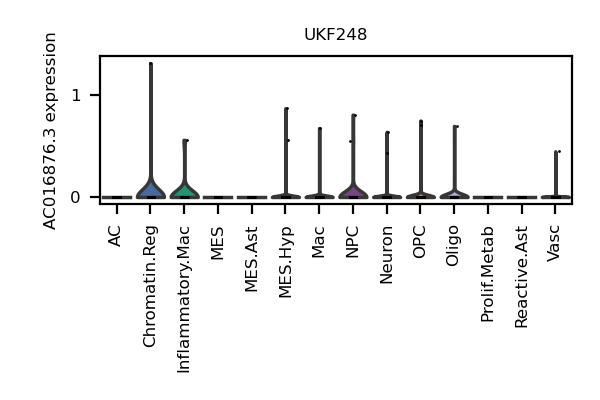 UKF248
AC016876.3 expression
1
0
AC
Chromatin.Reg
Inflammatory.Mac
MES
MES.Ast
MES.Hyp
Mac
NPC
Neuron
OPC
Oligo
Prolif.Metab
Reactive.Ast
Vasc